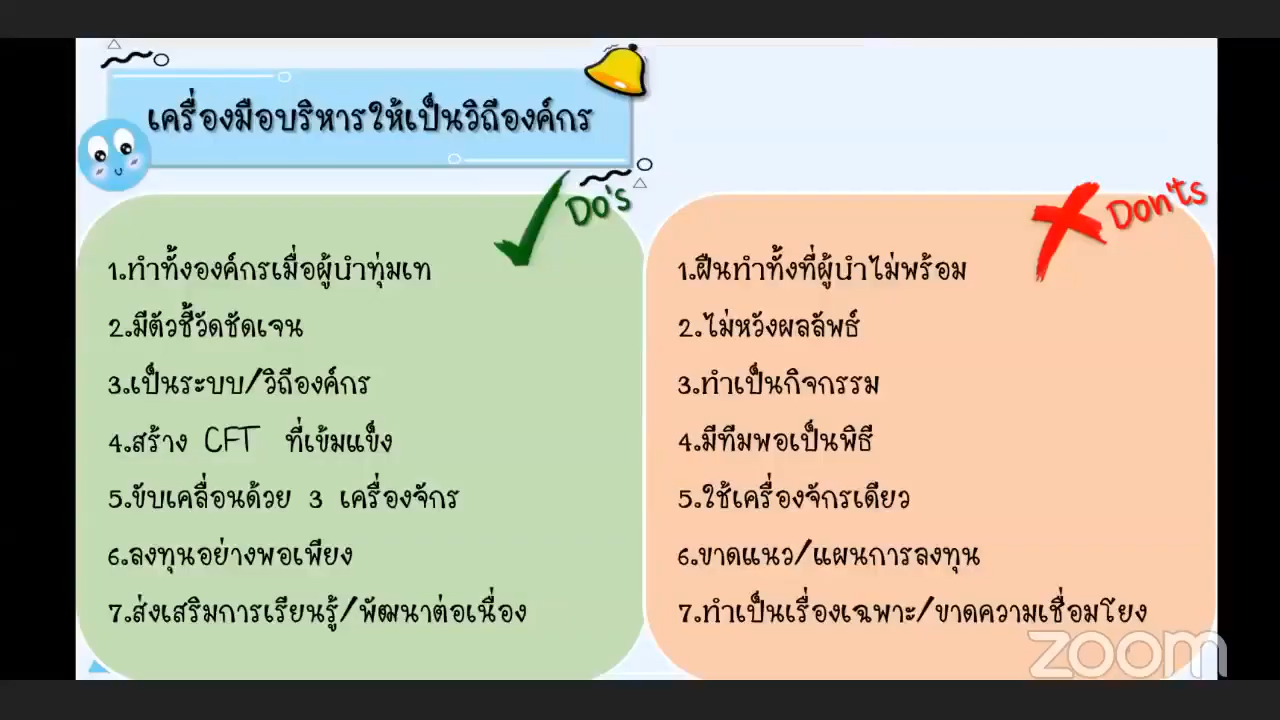 เครื่องมือบริหารให้เป็นวิถีองค์กร
Do's
1.ทำทั้งองค์กรเมื่อผู้นำทุ่มเท
2.มีตัวชี้วัดชัดเจน
3.เป็นระบบ/วิถีองค์กร
4.สร้าง CFT ที่เข้มแข็ง
5.ขับเคลื่อนด้วย 3 เครื่องจักร
6.ลงทุนอย่างพอเพียง
7.ส่งเสริมการเรียนรู้/พัฒนาต่อเนื่อง
Don'ts
1.ฝืนทำทั้งที่ผู้นำไม่พร้อม
2.ไม่หวังผลลัพธ์
3.ทำเป็นกิจกรรม
4.มีทีมพอเป็นพิธี
5.ใช้เครื่องจักรเดียว
6.ขาดแนว/แผนการลงทุน
7.ทำเป็นเรื่องเฉพาะ/ขาดความเชื่อมโยง
zoom